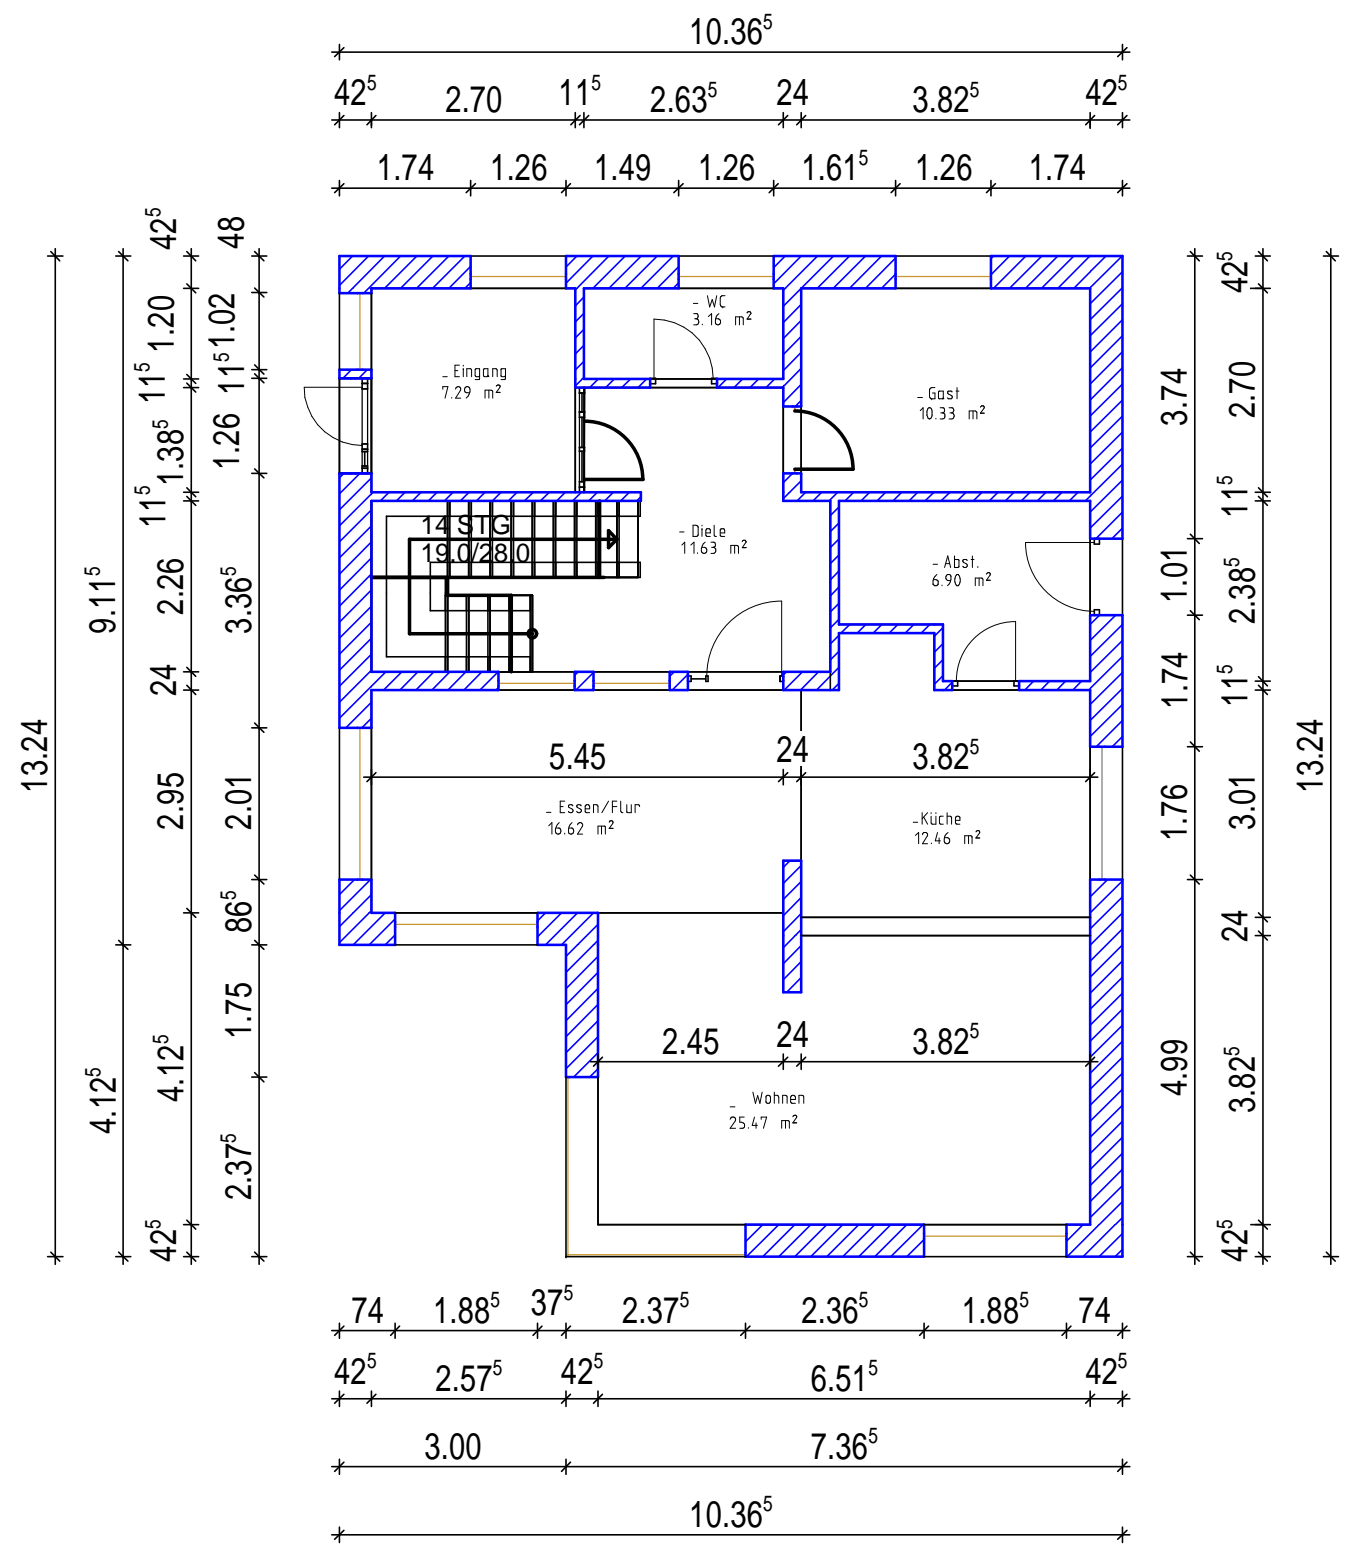 10.36⁵
42⁵ 2.70 11⁵ 2.63⁵ 24 3.82⁵ 42⁵
1.74 1.26 1.49 1.26 1.61⁵ 1.26 1.74
13.24
9.11⁵ 4.12⁵
42⁵ 1.20 11⁵ 1.38⁵ 11⁵ 2.26 24 2.95 4.12⁵ 42⁵
48 1.02 11⁵ 1.26 3.36⁵ 2.01 86⁵ 1.75 2.37⁵
WC
3.16 m²
Eingang
7.29 m²
Gast
10.33 m²
14 STG
19.0/28.0
Diele
11.63 m²
Abst.
6.90 m²
5.45 24 3.82⁵
Essen/Flur
16.62 m²
Küche
12.46 m²
2.45 24 3.82⁵
Wohnen
25.47 m²
3.74 1.01 1.74 1.76 4.99
42⁵ 2.70 11⁵ 2.38⁵ 11⁵ 3.01 24 3.82⁵ 42⁵
13.24
74 1.88⁵ 37⁵ 2.37⁵ 2.36⁵ 1.88⁵ 74
42⁵ 2.57⁵ 42⁵ 6.51⁵ 42⁵
3.00 7.36⁵
10.36⁵